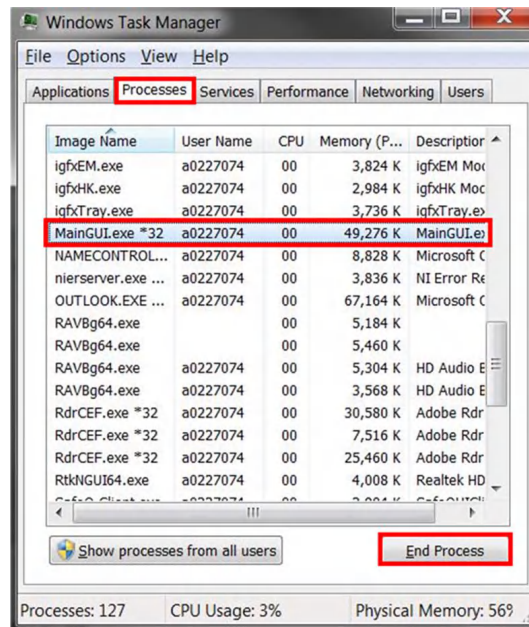 Windows Task Manager
File Options View Help
Applications Processes Services Performance Networking Users
Image Name User Name CPU Memory (P... Description
igfxEM.exe a0227074 00 3,824 K igfxEM Moc
igfxHK.exe a0227074 00 2,984 K igfxHK Moc
igfxTray.exe a0227074 00 3,736 K igfxTray.ex
MainGUI.exe *32 a0227074 00 49,276 K MainGUI.ex
NAMECONTROL... a0227074 00 8,828 K Microsoft C
nierserver.exe ... a0227074 00 3,836 K NI Error Re
OUTLOOK.EXE ... a0227074 00 67,164 K Microsoft C
RAVBg64.exe 00 5,184 K
RAVBg64.exe 00 5,460 K
RAVBg64.exe a0227074 00 5,304 K HD Audio B
RAVBg64.exe a0227074 00 3,568 K HD Audio B
RdrCEF.exe *32 a0227074 00 30,580 K Adobe Rdr
RdrCEF.exe *32 a0227074 00 7,516 K Adobe Rdr
RdrCEF.exe *32 a0227074 00 25,460 K Adobe Rdr
RtkNGUI64.exe a0227074 00 4,008 K Realtek HD
Show processes from all users End Process
Processes: 127 CPU Usage: 3% Physical Memory: 56%